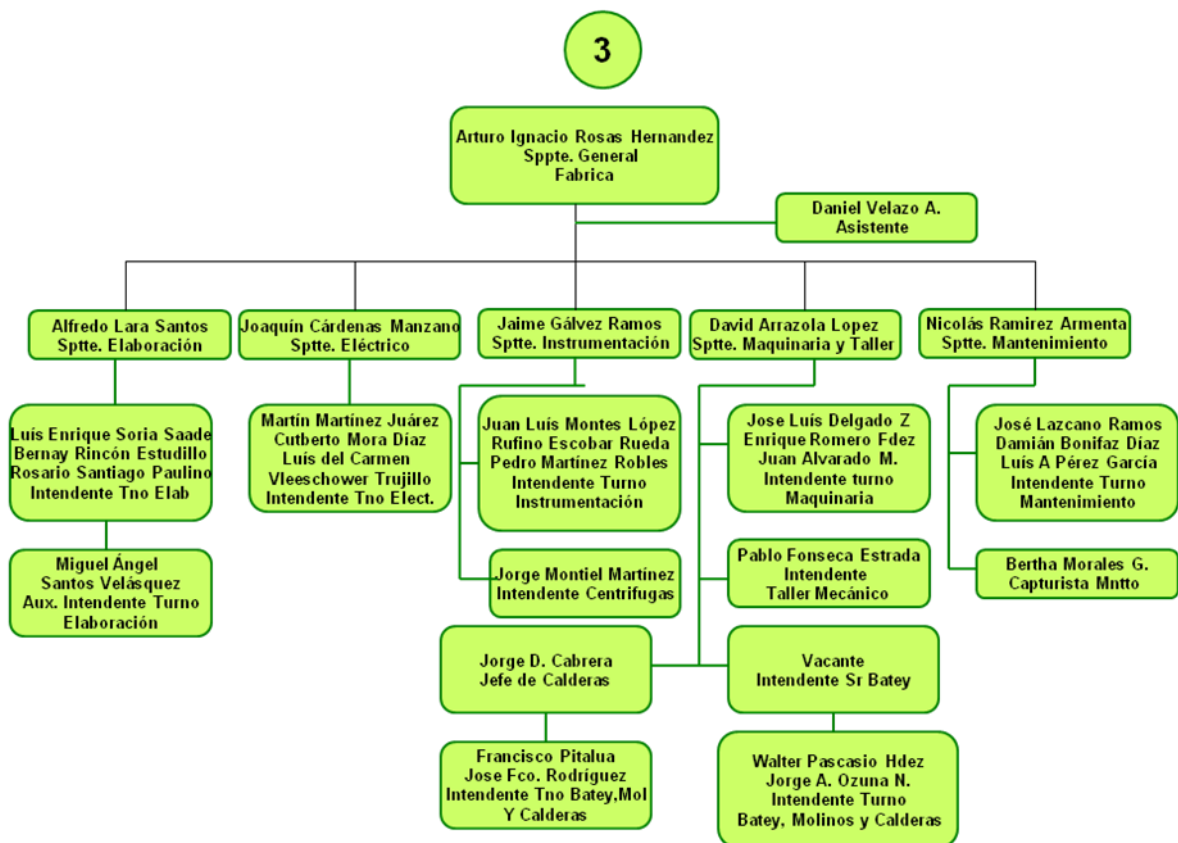 3
Arturo Ignacio Rosas Hernandez
Sppte. General
Fabrica
Daniel Velazo A.
Asistente
Alfredo Lara Santos
Sptte. Elaboración
Joaquín Cárdenas Manzano
Sptte. Eléctrico
Jaime Gálvez Ramos
Sptte. Instrumentación
David Arrazola Lopez
Sptte. Maquinaria y Taller
Nicolás Ramirez Armenta
Sptte. Mantenimiento
Luís Enrique Soria Saade
Bernay Rincón Estudillo
Rosario Santiago Paulino
Intendente Tno Elab
Martín Martínez Juárez
Cutberto Mora Díaz
Luís del Carmen
Vleeschower Trujillo
Intendente Tno Elect.
Juan Luís Montes López
Rufino Escobar Rueda
Pedro Martínez Robles
Intendente Turno
Instrumentación
Jose Luís Delgado Z
Enrique Romero Fdez
Juan Alvarado M.
Intendente turno
Maquinaria
José Lazcano Ramos
Damián Bonifaz Díaz
Luís A Pérez García
Intendente Turno
Mantenimiento
Miguel Ángel
Santos Velásquez
Aux. Intendente Turno
Elaboración
Jorge Montiel Martínez
Intendente Centrifugas
Pablo Fonseca Estrada
Intendente
Taller Mecánico
Bertha Morales G.
Capturista Mntto
Jorge D. Cabrera
Jefe de Calderas
Vacante
Intendente Sr Batey
Francisco Pitalua
Jose Fco. Rodríguez
Intendente Tno Batey,Mol
Y Calderas
Walter Pascasio Hdez
Jorge A. Ozuna N.
Intendente Turno
Batey, Molinos y Calderas